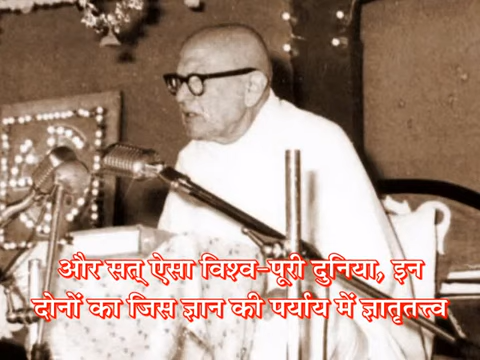 और सत् ऐसा विश्व-पूरी दुनिया, इन
दोनों का जिस ज्ञान की पर्याय में ज्ञातृतत्त्व